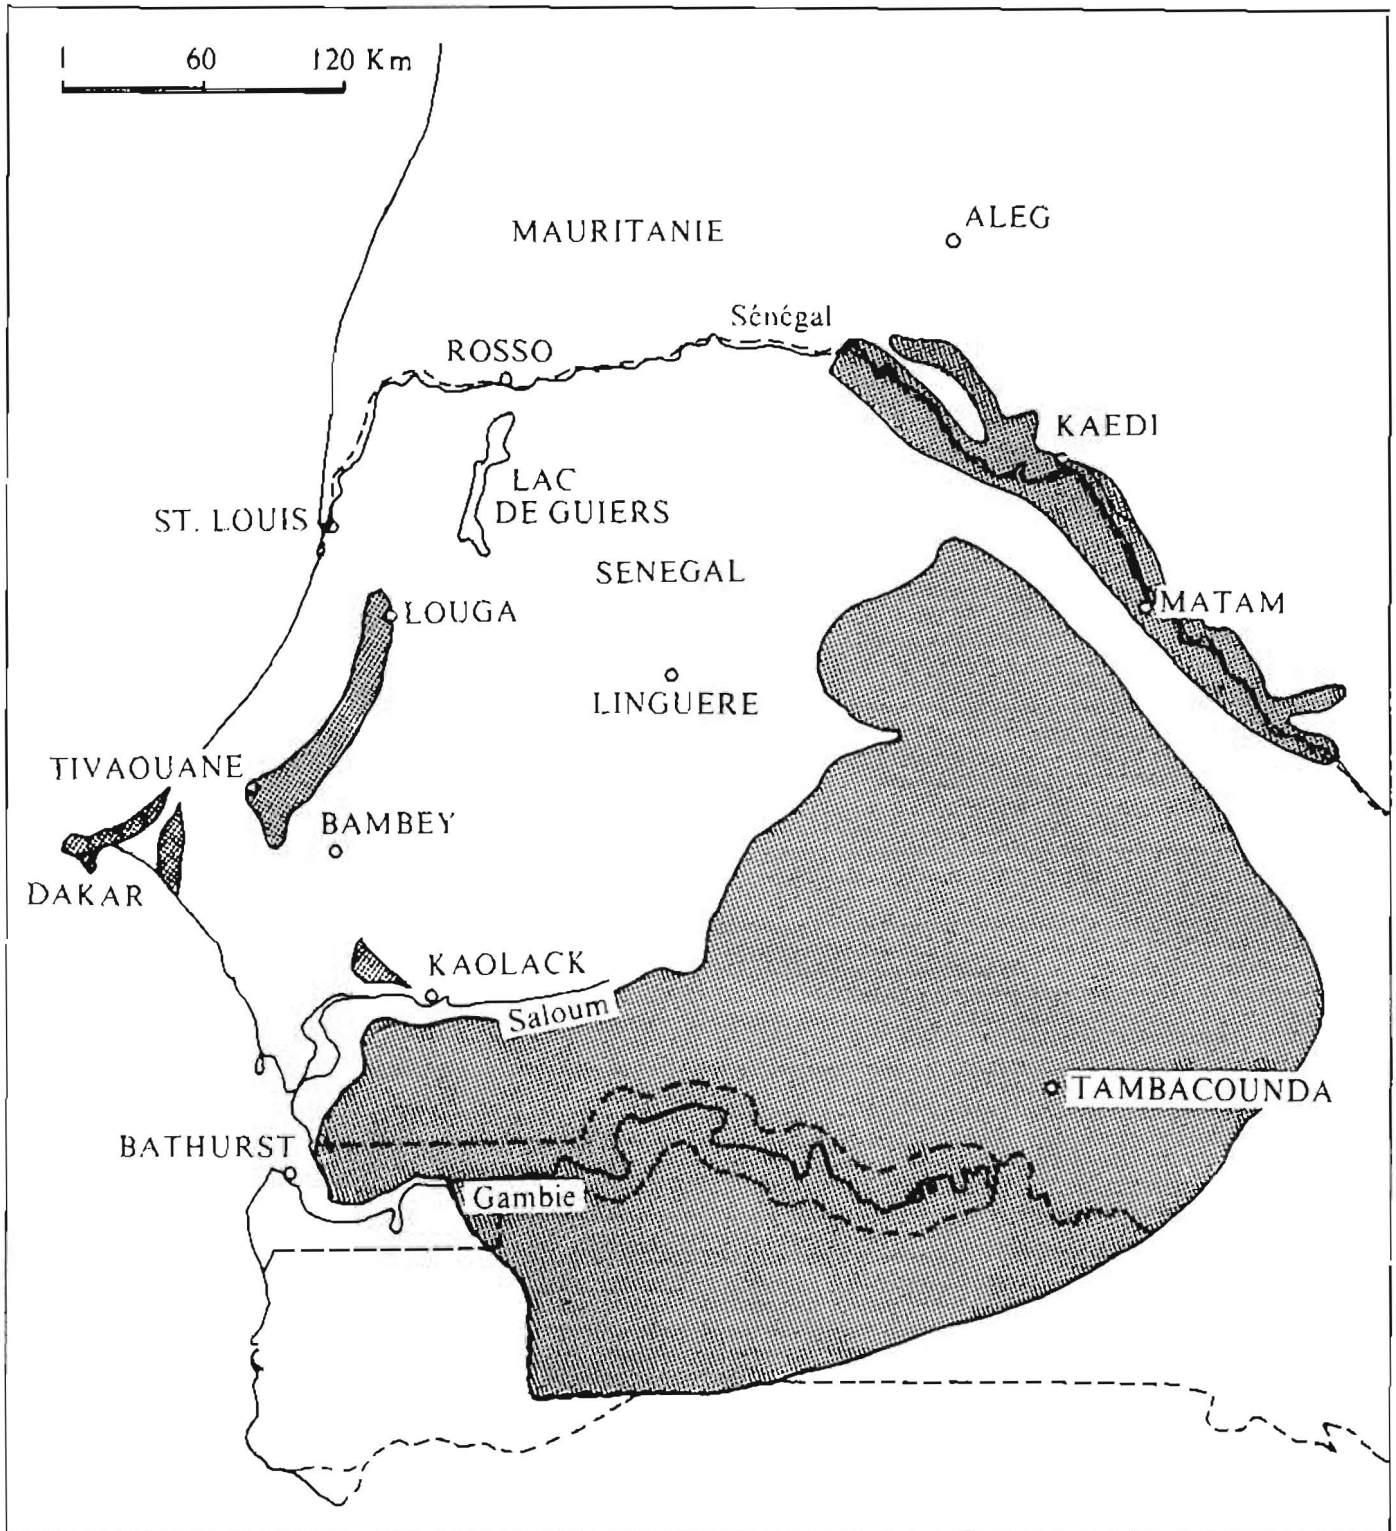 60 120 Km
ALEG
MAURITANIE
Sénégal
ROSSO
KAEDI
LAC
DE GUIERS
ST. LOUIS
SENEGAL
MATAM
LOUGA
LINGUERE
TIVAOUANE
BAMBEY
DAKAR
KAOLACK
Saloum
TAMBACOUNDA
BATHURST
Gambie